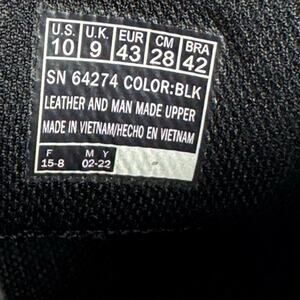 U.S. U.K. EUR CM BRA
10 9 43 28 42
SN 64274 COLOR:BLK
LEATHER AND MAN MADE UPPER
MADE IN VIETNAM/HECHO EN VIETNAM
F M Y
15-8 02-22